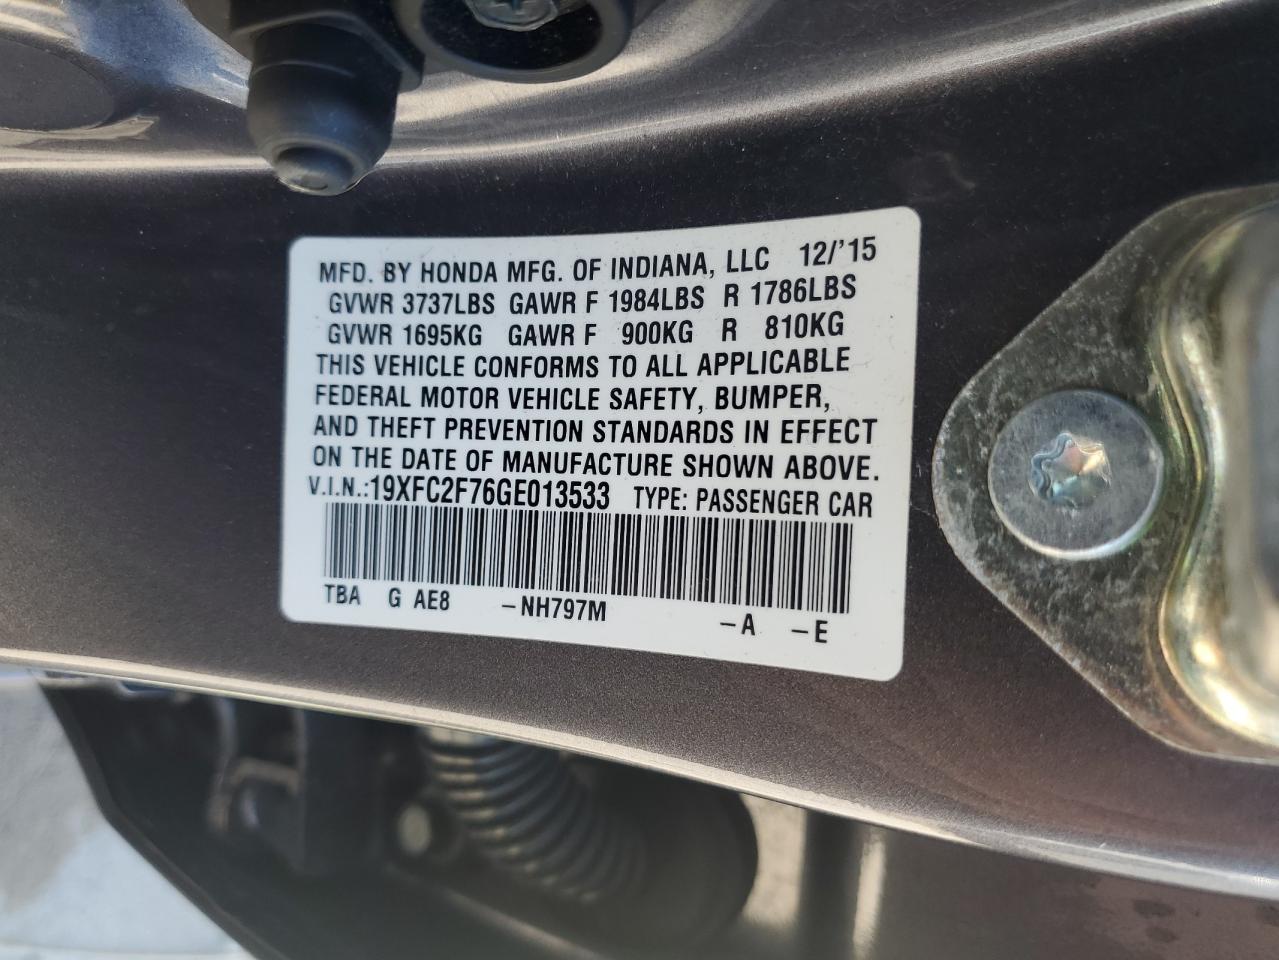 MFD. BY HONDA MFG. OF INDIANA, LLC 12/'15
GVWR 3737LBS GAWR F 1984LBS R 1786LBS
GVWR 1695KG GAWR F 900KG R 810KG
THIS VEHICLE CONFORMS TO ALL APPLICABLE
FEDERAL MOTOR VEHICLE SAFETY, BUMPER,
AND THEFT PREVENTION STANDARDS IN EFFECT
ON THE DATE OF MANUFACTURE SHOWN ABOVE.
V.I.N.:19XFC2F76GE013533 TYPE: PASSENGER CAR
TBA G AE8 -NH797M -A -E